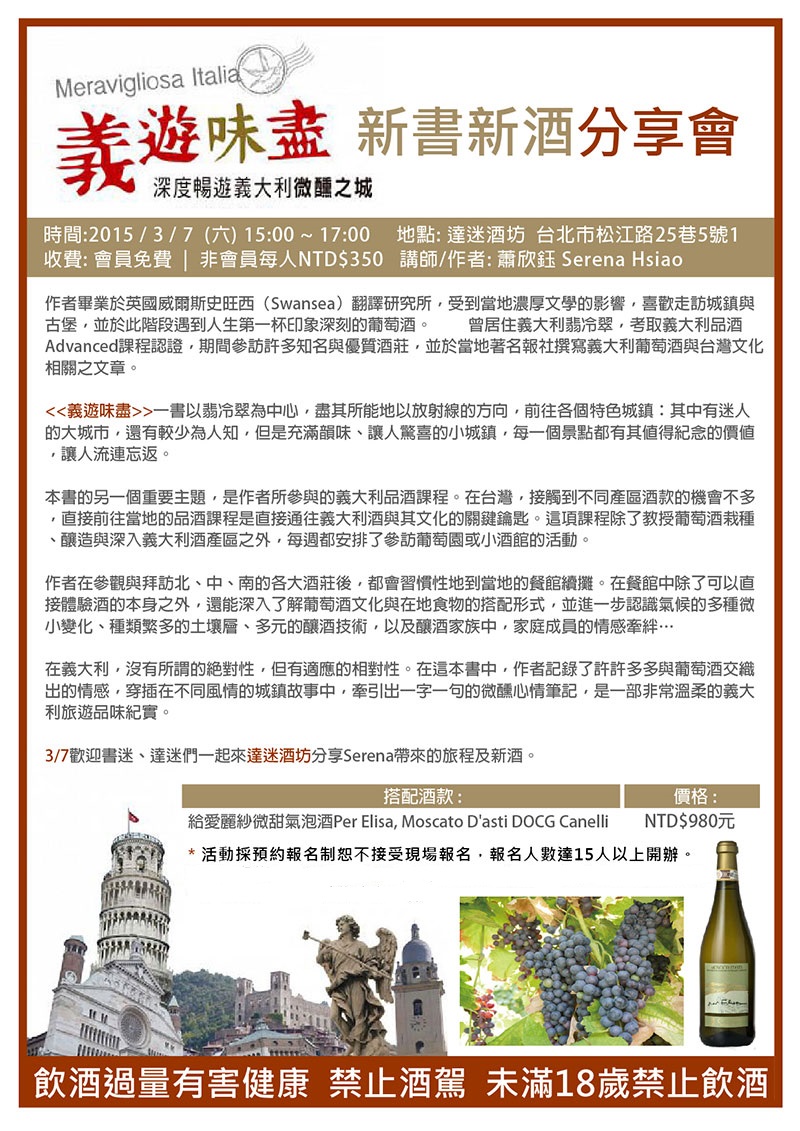 Meravigliosa Italia
義遊味盡 新書新酒分享會
深度暢遊義大利微醺之城
時間:2015 / 3 / 7 (六) 15:00 ~ 17:00 地點: 達迷酒坊 台北市松江路25巷5號1
收費: 會員免費 | 非會員每人NTD$350 講師/作者: 蕭欣鈺 Serena Hsiao
作者畢業於英國威爾斯史旺西（Swansea）翻譯研究所，受到當地濃厚文學的影響，喜歡走訪城鎮與
古堡，並於此階段遇到人生第一杯印象深刻的葡萄酒。 曾居住義大利翡冷翠，考取義大利品酒
Advanced課程認證，期間參訪許多知名與優質酒莊，並於當地著名報社撰寫義大利葡萄酒與台灣文化
相關之文章。
<<義遊味盡>>一書以翡冷翠為中心，盡其所能地以放射線的方向，前往各個特色城鎮：其中有迷人
的大城市，還有較少為人知，但是充滿韻味、讓人驚喜的小城鎮，每一個景點都有其值得紀念的價值
，讓人流連忘返。
本書的另一個重要主題，是作者所參與的義大利品酒課程。在台灣，接觸到不同產區酒款的機會不多
，直接前往當地的品酒課程是直接通往義大利酒與其文化的關鍵鑰匙。這項課程除了教授葡萄酒栽種
、釀造與深入義大利酒產區之外，每週都安排了參訪葡萄園或小酒館的活動。
作者在參觀與拜訪北、中、南的各大酒莊後，都會習慣性地到當地的餐館續攤。在餐館中除了可以直
接體驗酒的本身之外，還能深入了解葡萄酒文化與在地食物的搭配形式，並進一步認識氣候的多種微
小變化、種類繁多的土壤層、多元的釀酒技術，以及釀酒家族中，家庭成員的情感牽絆…
在義大利，沒有所謂的絶對性，但有適應的相對性。在這本書中，作者記錄了許許多多與葡萄酒交織
出的情感，穿插在不同風情的城鎮故事中，牽引出一字一句的微醺心情筆記，是一部非常溫柔的義大
利旅遊品味紀實。
3/7歡迎書迷、達迷們一起來達迷酒坊分享Serena帶來的旅程及新酒。
搭配酒款 : 價格 :
給愛麗紗微甜氣泡酒Per Elisa, Moscato D'asti DOCG Canelli NTD$980元
* 活動採預約報名制恕不接受現場報名，報名人數達15人以上開辦。
飲酒過量有害健康 禁止酒駕 未滿18歲禁止飲酒